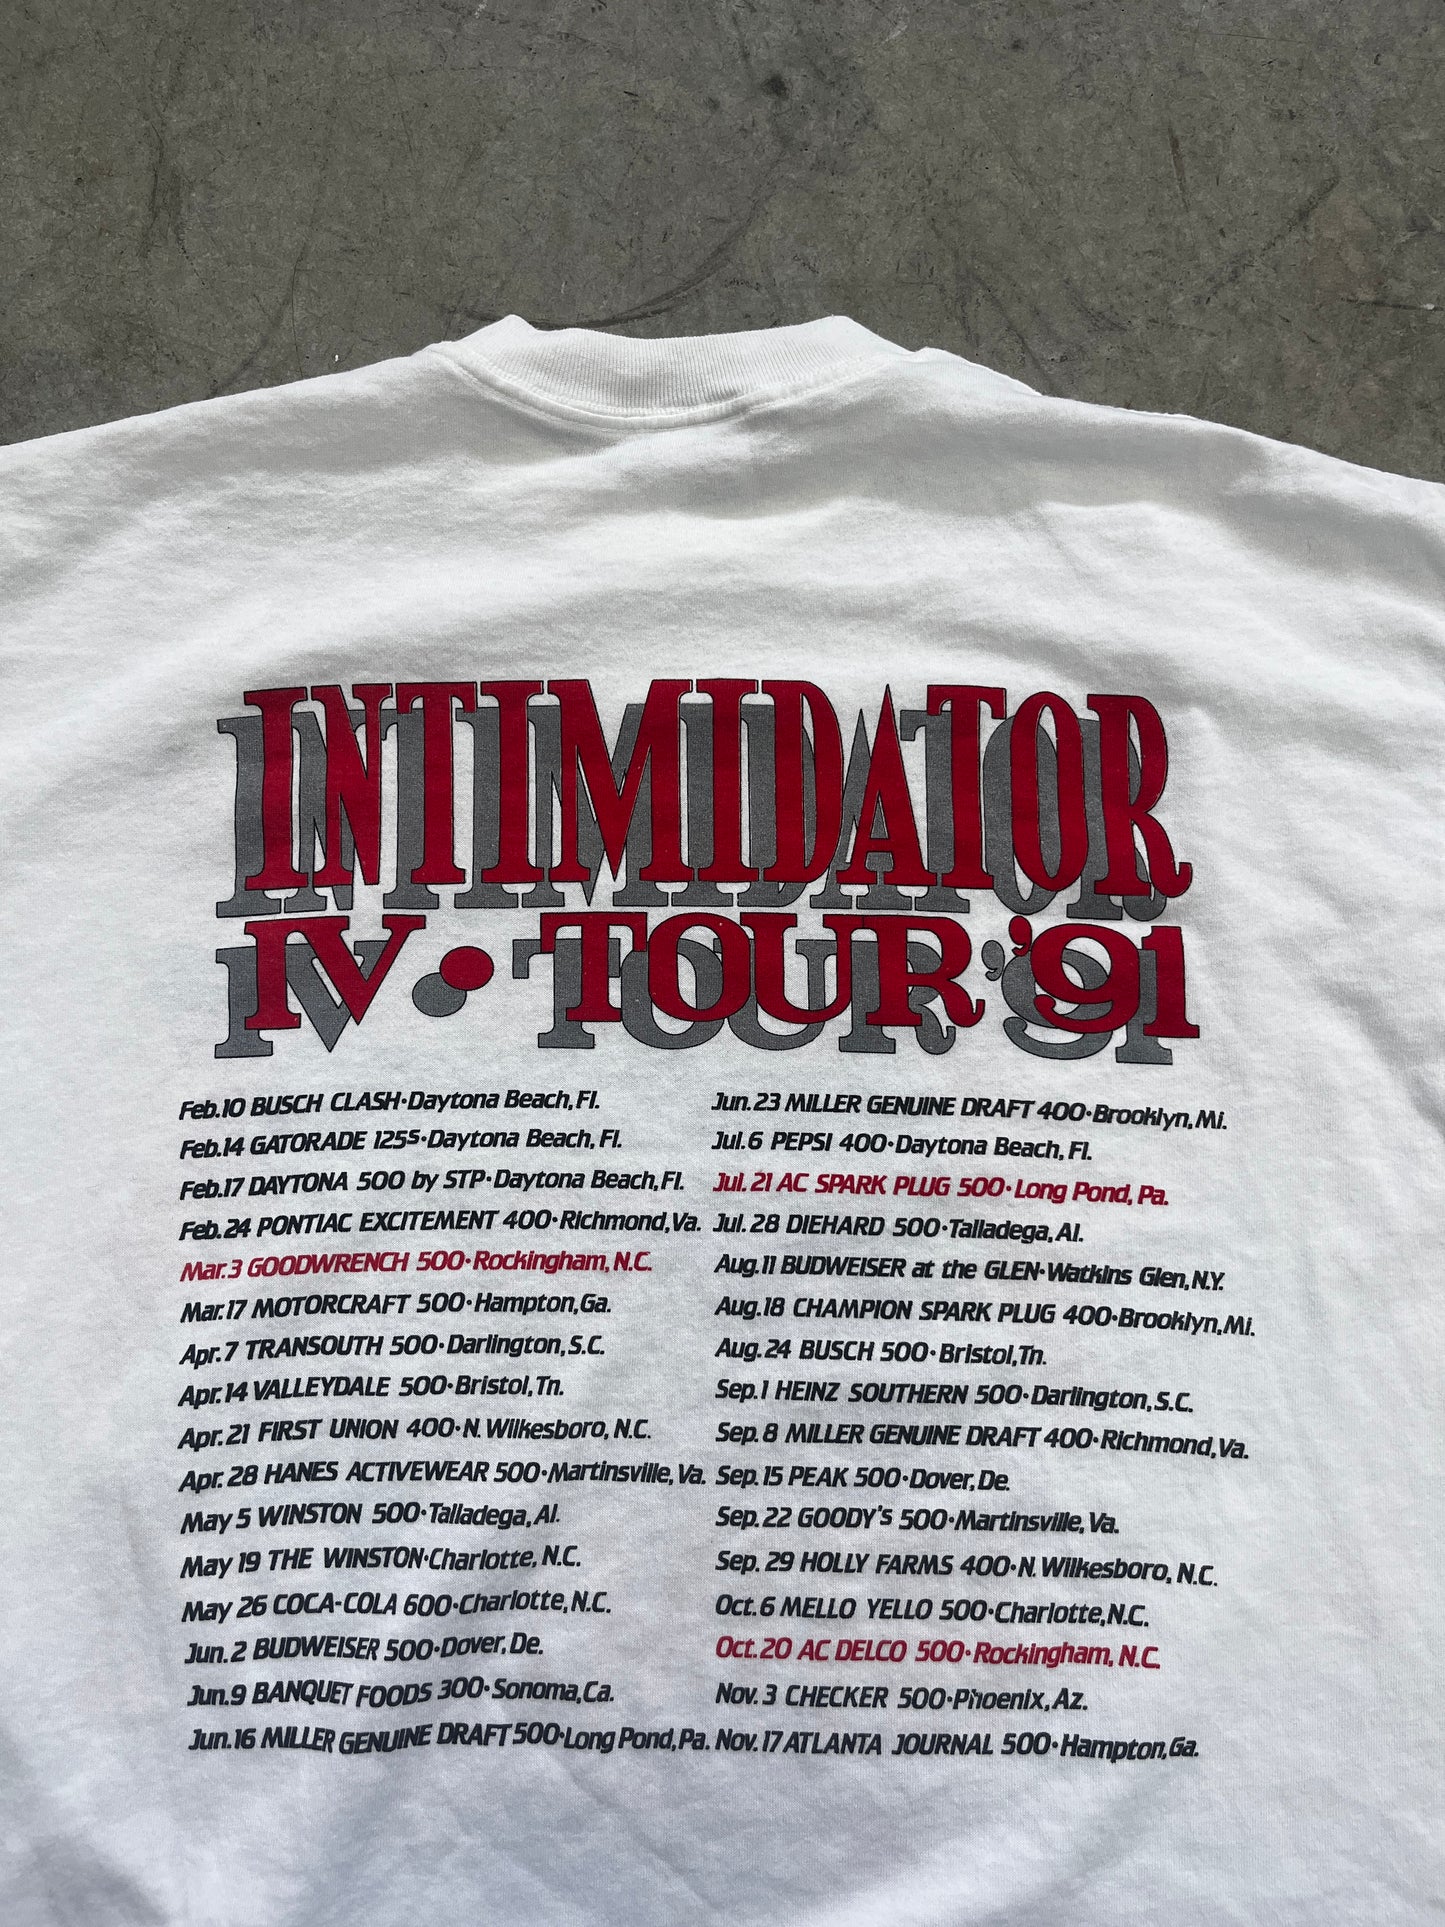 INTIMIDATOR
IV • TOUR '91
Feb.10 BUSCH CLASH•Daytona Beach, Fl.
Feb.14 GATORADE 125s•Daytona Beach, Fl.
Feb.17 DAYTONA 500 by STP•Daytona Beach, Fl.
Feb.24 PONTIAC EXCITEMENT 400•Richmond, Va.
Mar.3 GOODWRENCH 500•Rockingham, N.C.
Mar.17 MOTORCRAFT 500•Hampton, Ga.
Apr.7 TRANSOUTH 500•Darlington, S.C.
Apr.14 VALLEYDALE 500•Bristol, Tn.
Apr.21 FIRST UNION 400•N. Wilkesboro, N.C.
Apr.28 HANES ACTIVEWEAR 500•Martinsville, Va.
May 5 WINSTON 500•Talladega, Al.
May 19 THE WINSTON•Charlotte, N.C.
May 26 COCA-COLA 600•Charlotte, N.C.
Jun.2 BUDWEISER 500•Dover, De.
Jun.9 BANQUET FOODS 300•Sonoma, Ca.
Jun.16 MILLER GENUINE DRAFT 500•Long Pond, Pa.
Jun.23 MILLER GENUINE DRAFT 400•Brooklyn, Mi.
Jul.6 PEPSI 400•Daytona Beach, Fl.
Jul.21 AC SPARK PLUG 500•Long Pond, Pa.
Jul.28 DIEHARD 500•Talladega, Al.
Aug.11 BUDWEISER at the GLEN•Watkins Glen, N.Y.
Aug.18 CHAMPION SPARK PLUG 400•Brooklyn, Mi.
Aug.24 BUSCH 500•Bristol, Tn.
Sep.1 HEINZ SOUTHERN 500•Darlington, S.C.
Sep.8 MILLER GENUINE DRAFT 400•Richmond, Va.
Sep.15 PEAK 500•Dover, De.
Sep.22 GOODY's 500•Martinsville, Va.
Sep.29 HOLLY FARMS 400•N. Wilkesboro, N.C.
Oct.6 MELLO YELLO 500•Charlotte, N.C.
Oct.20 AC DELCO 500•Rockingham, N.C.
Nov.3 CHECKER 500•Phoenix, Az.
Nov.17 ATLANTA JOURNAL 500•Hampton, Ga.